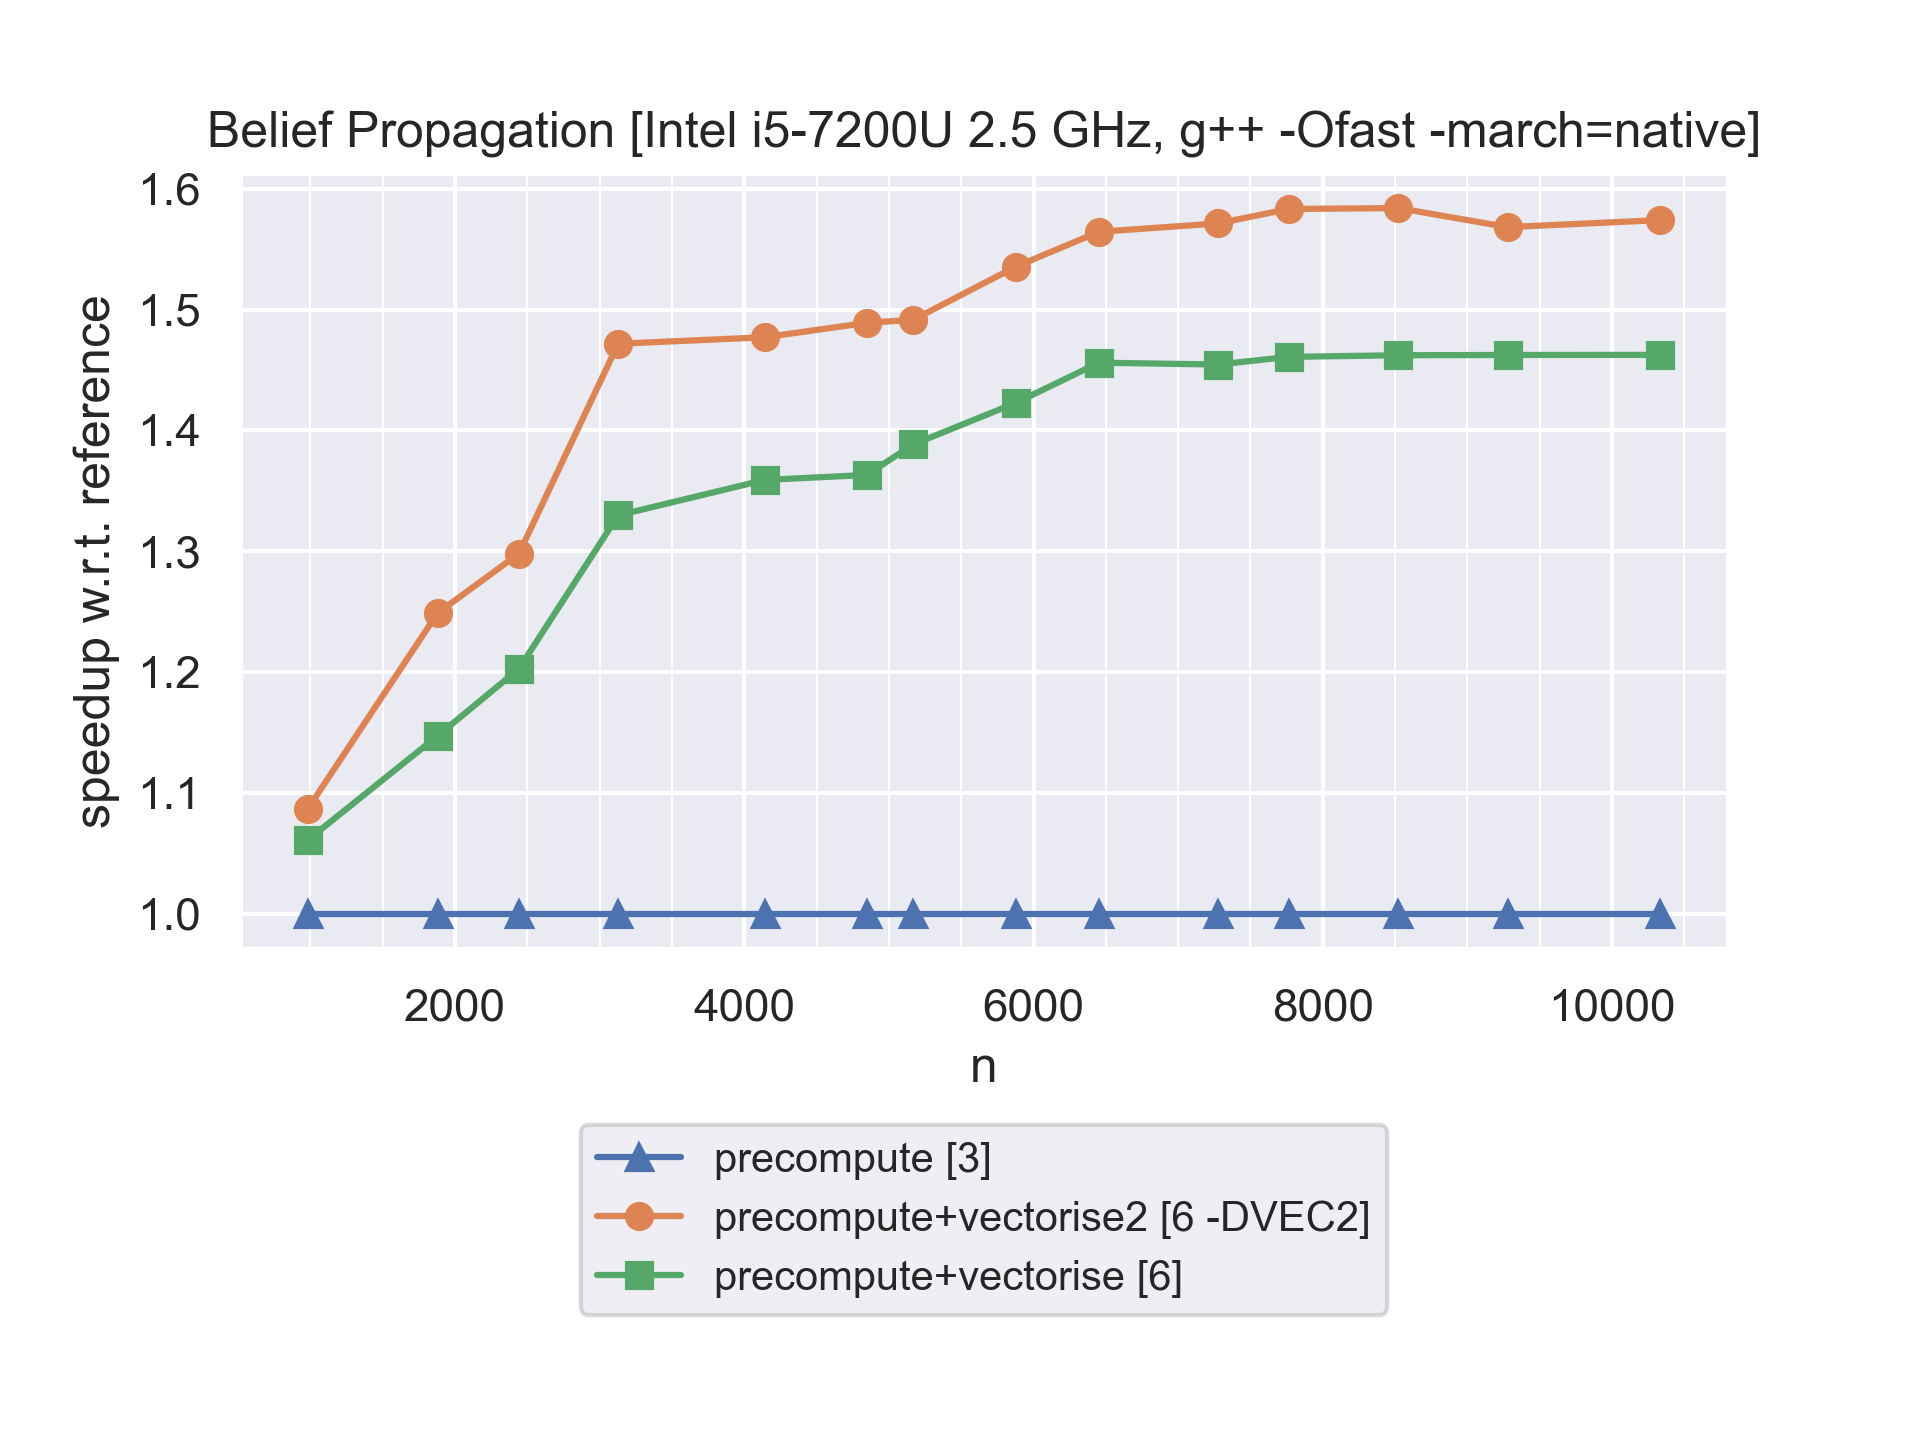 Belief Propagation [Intel i5-7200U 2.5 GHz, g++ -Ofast -march=native]
1.6
1.5
1.4
1.3
1.2
1.1
1.0
speedup w.r.t. reference
2000 4000 6000 8000 10000
n
precompute [3]
precompute+vectorise2 [6 -DVEC2]
precompute+vectorise [6]